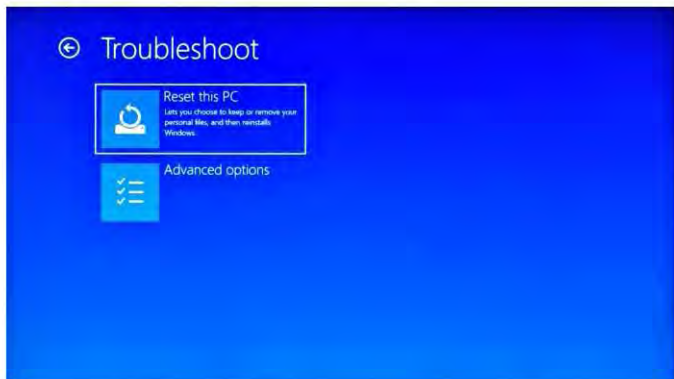 Troubleshoot
Reset this PC
Lets you choose to keep or remove your
personal files, and then reinstalls
Windows.
Advanced options